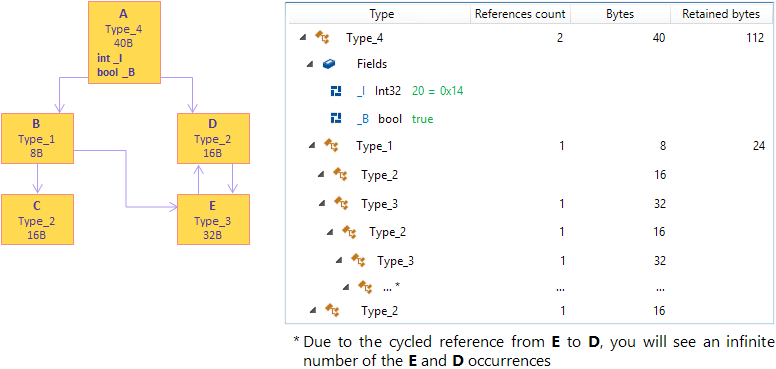 A
Type_4
40B
int _I
bool _B
B
Type_1
8B
D
Type_2
16B
C
Type_2
16B
E
Type_3
32B
Type References count Bytes Retained bytes
Type_4 2 40 112
Fields
_I Int32 20 = 0x14
_B bool true
Type_1 1 8 24
Type_2 16
Type_3 1 32
Type_2 1 16
Type_3 1 32
... * ... ...
Type_2 1 16
* Due to the cycled reference from E to D, you will see an infinite
number of the E and D occurrences